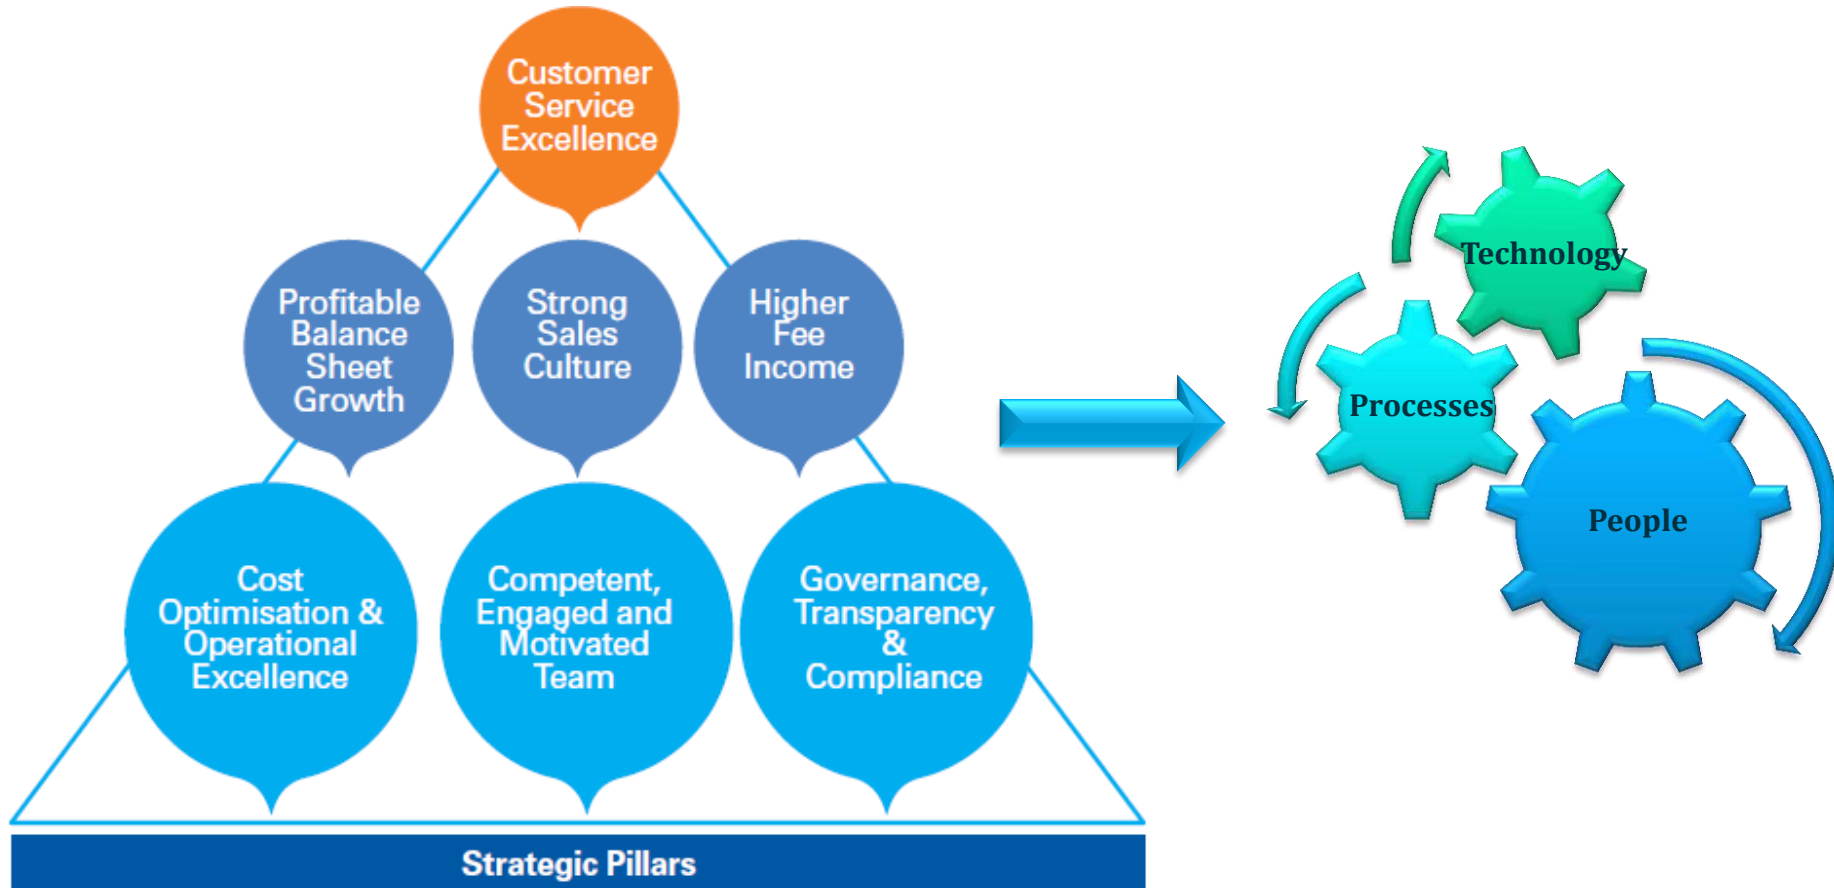 Customer
Service
Excellence
Profitable
Balance
Sheet
Growth
Strong
Sales
Culture
Higher
Fee
Income
Cost
Optimisation &
Operational
Excellence
Competent,
Engaged and
Motivated
Team
Governance,
Transparency
&
Compliance
Strategic Pillars
Technology
Processes
People